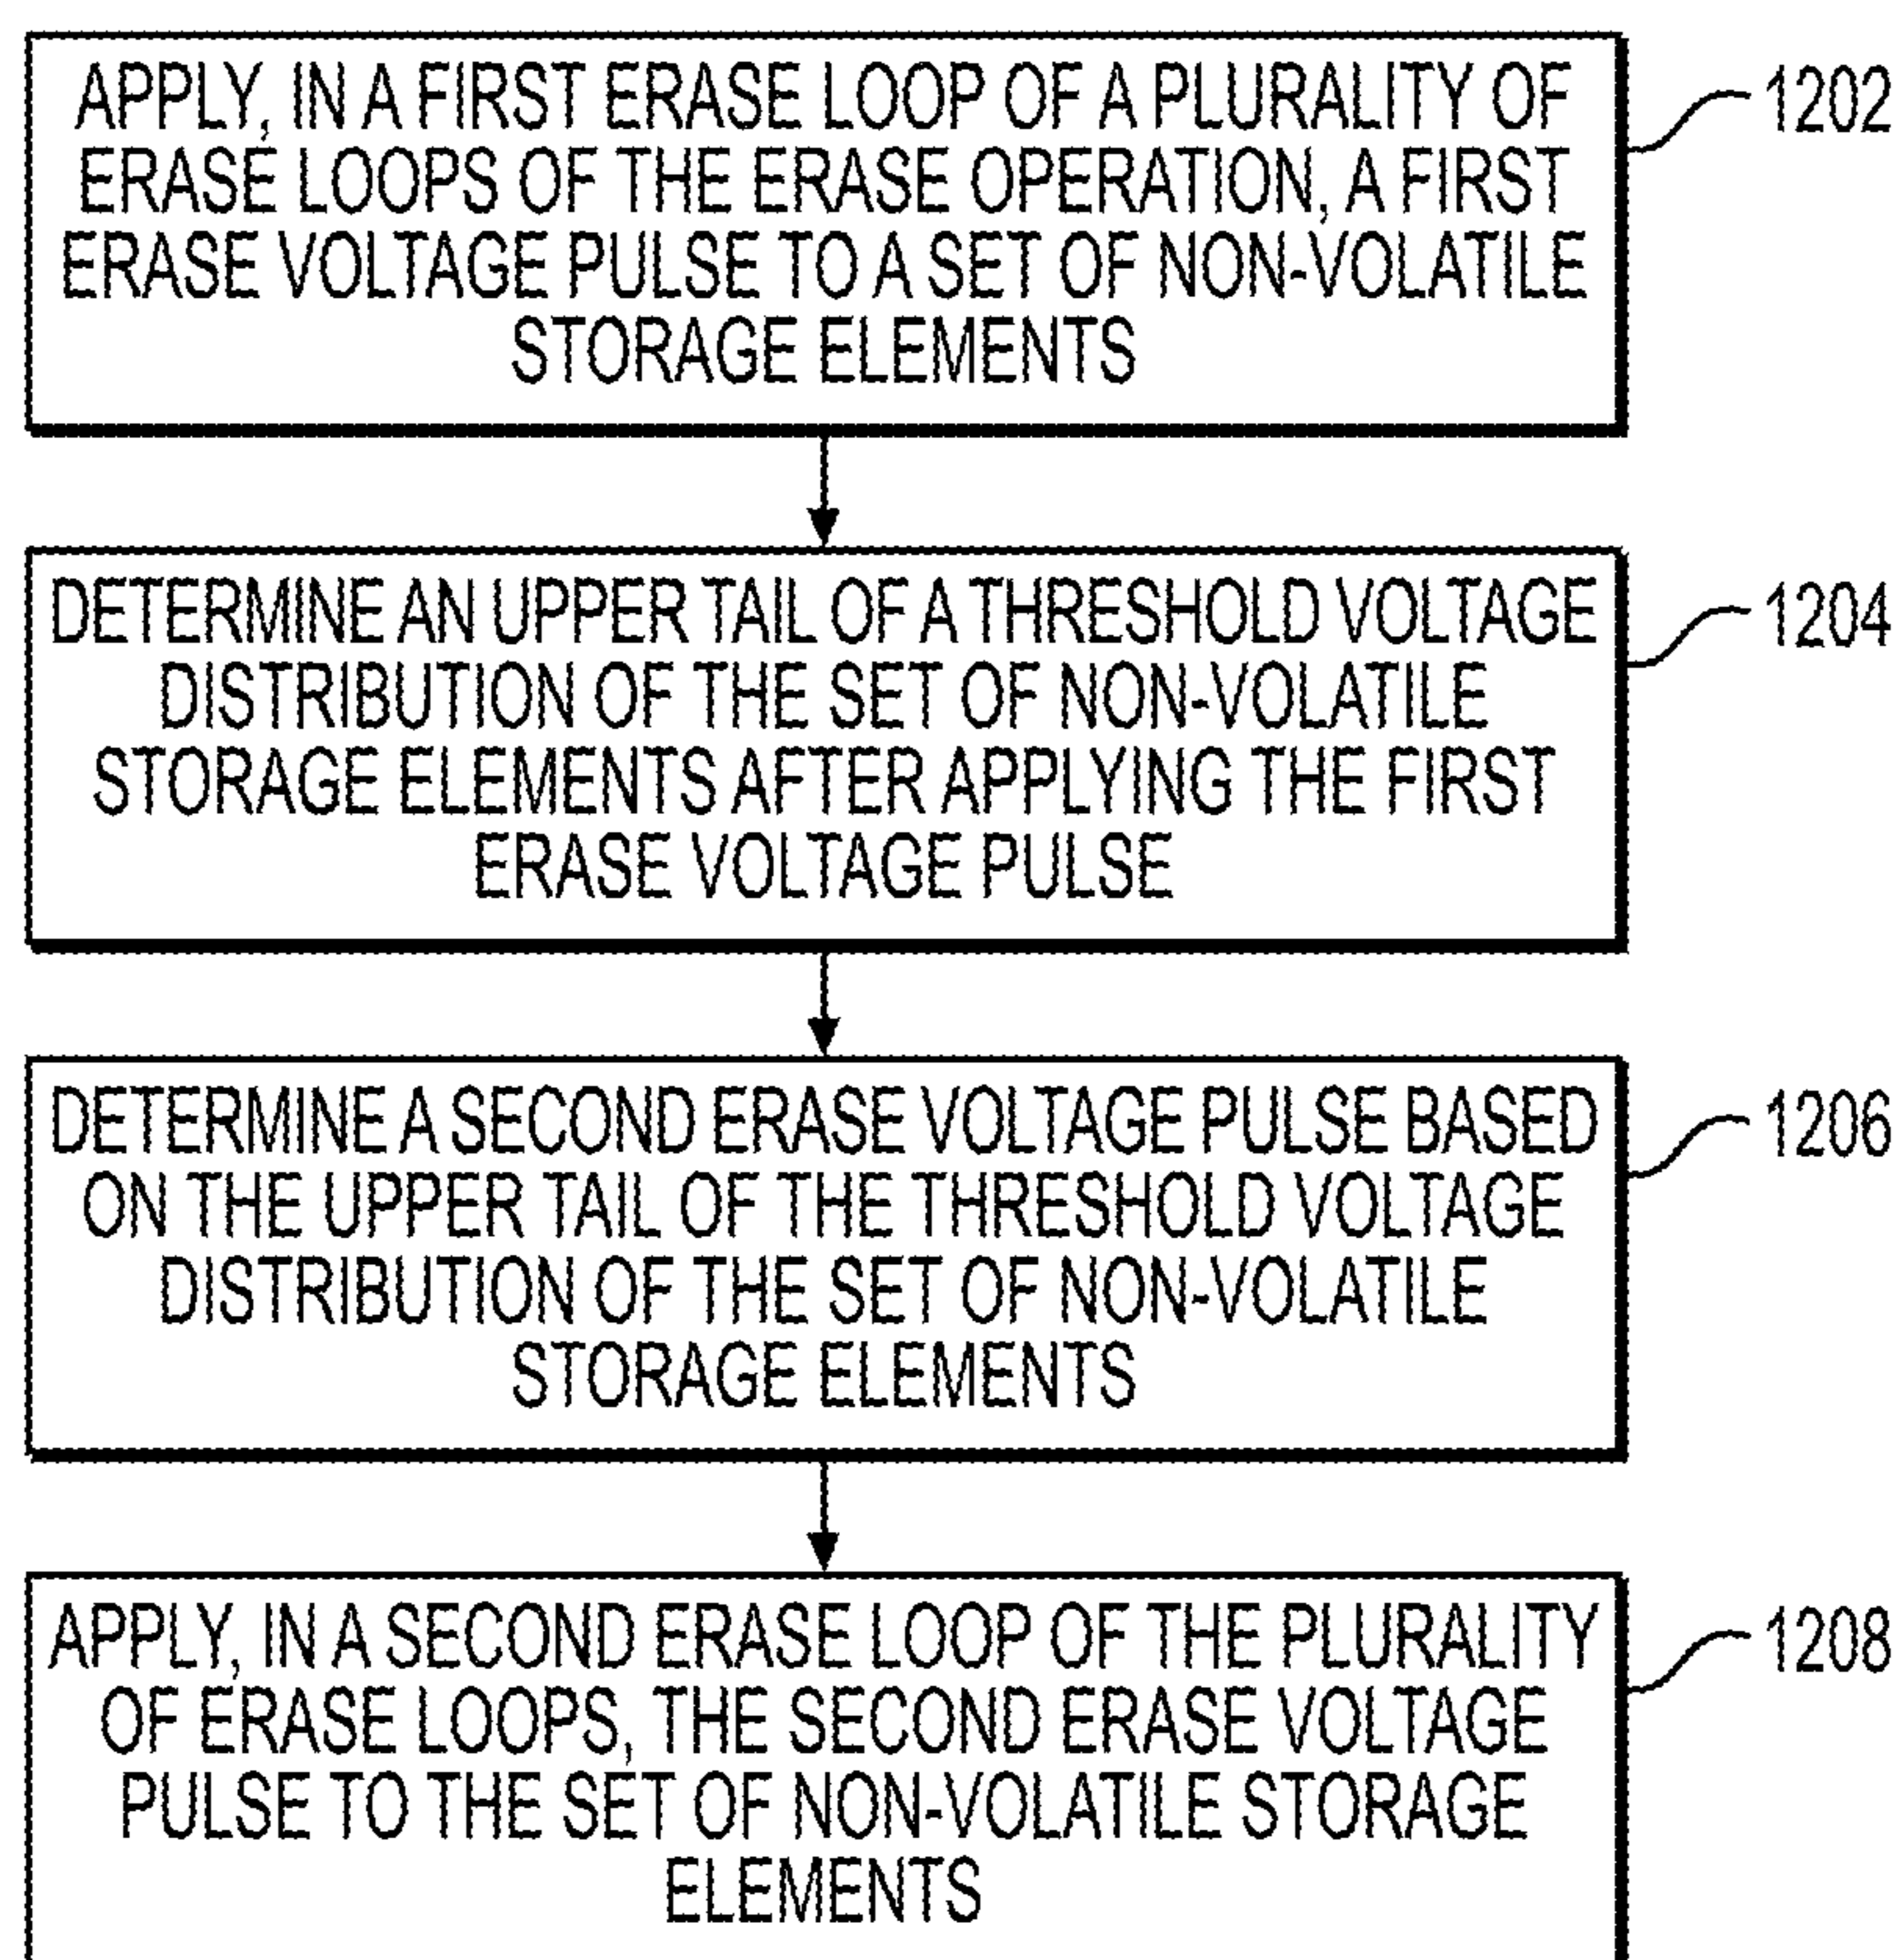 APPLY, IN A FIRST ERASE LOOP OF A PLURALITY OF
ERASE LOOPS OF THE ERASE OPERATION, A FIRST
ERASE VOLTAGE PULSE TO A SET OF NON-VOLATILE
STORAGE ELEMENTS
1202
DETERMINE AN UPPER TAIL OF A THRESHOLD VOLTAGE
DISTRIBUTION OF THE SET OF NON-VOLATILE
STORAGE ELEMENTS AFTER APPLYING THE FIRST
ERASE VOLTAGE PULSE
1204
DETERMINE A SECOND ERASE VOLTAGE PULSE BASED
ON THE UPPER TAIL OF THE THRESHOLD VOLTAGE
DISTRIBUTION OF THE SET OF NON-VOLATILE
STORAGE ELEMENTS
1206
APPLY, IN A SECOND ERASE LOOP OF THE PLURALITY
OF ERASE LOOPS, THE SECOND ERASE VOLTAGE
PULSE TO THE SET OF NON-VOLATILE STORAGE
ELEMENTS
1208